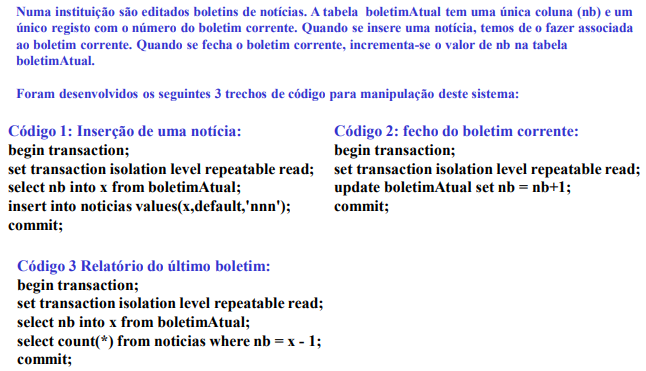 Numa instituição são editados boletins de notícias. A tabela boletimAtual tem uma única coluna (nb) e um
único registo com o número do boletim corrente. Quando se insere uma notícia, temos de o fazer associada
ao boletim corrente. Quando se fecha o boletim corrente, incrementa-se o valor de nb na tabela
boletimAtual.
Foram desenvolvidos os seguintes 3 trechos de código para manipulação deste sistema:
Código 1: Inserção de uma notícia:
begin transaction;
set transaction isolation level repeatable read;
select nb into x from boletimAtual;
insert into noticias values(x,default,'nnn');
commit;
Código 2: fecho do boletim corrente:
begin transaction;
set transaction isolation level repeatable read;
update boletimAtual set nb = nb+1;
commit;
Código 3 Relatório do último boletim:
begin transaction;
set transaction isolation level repeatable read;
select nb into x from boletimAtual;
select count(*) from noticias where nb = x - 1;
commit;